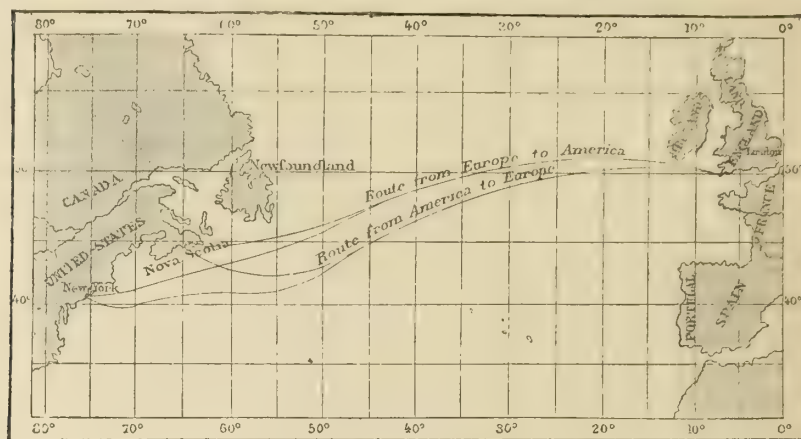 80° 70° 60° 50° 40° 30° 20° 10° 0°
IRELAND
ENGLAND
London
Newfoundland
Route from Europe to America
50°
CANADA
Route from America to Europe
FRANCE
UNITED STATES
Nova Scotia
New York
40° 40°
PORTUGAL
SPAIN
80° 70° 60° 50° 40° 30° 20° 10° 0°